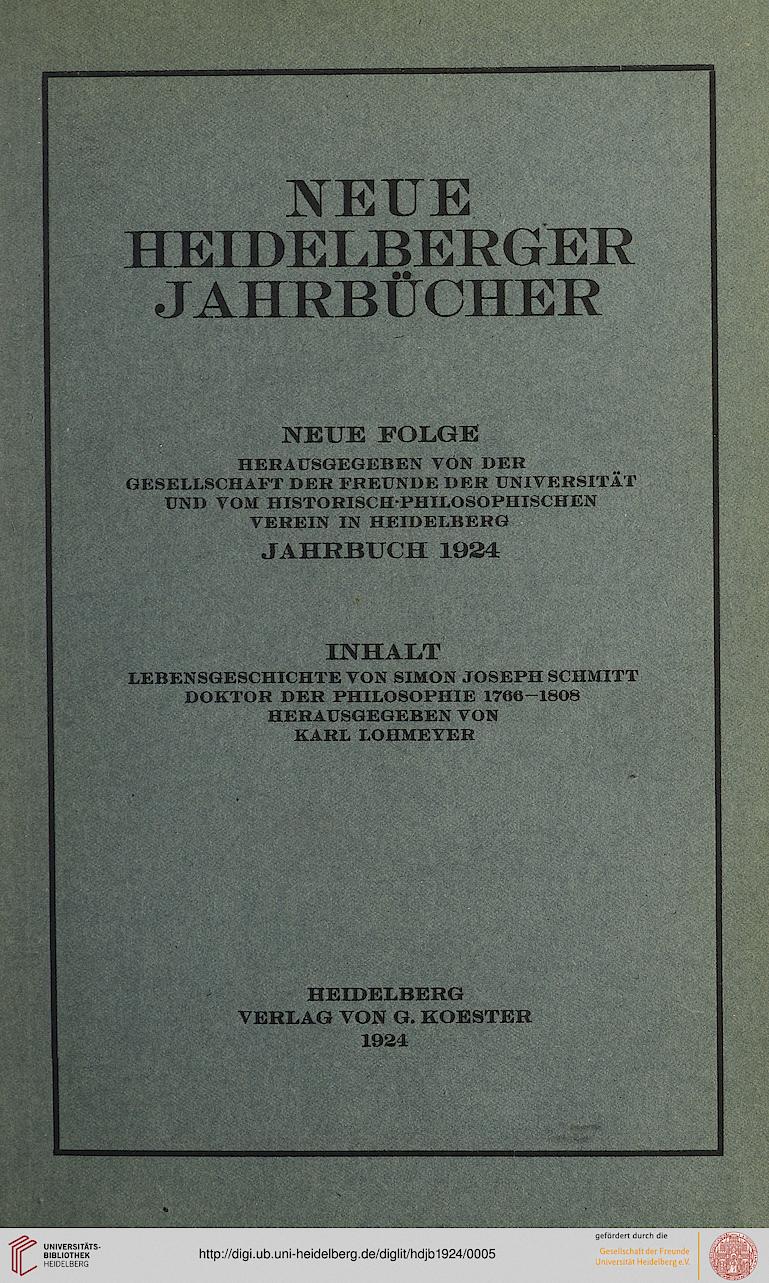 NEUE
HEIDELBERGER
JAHRBÜCHER
NEUE FOLGE
HERAUSGEGEBEN VON DER
GESELLSCHAFT DER FREUNDE DER UNIVERSITÄT
UND VOM HISTORISCH-PHILOSOPHISCHEN
VEREIN IN HEIDELBERG
JAHRBUCH 1924
INHALT
LEBENSGESCHICHTE VON SIMON JOSEPH SCHMITT
DOKTOR DER PHILOSOPHIE 1766—1808
HERAUSGEGEBEN VON
KARL LOHMEYER
HEIDELBERG
VERLAG VON G. KOESTER
1924
UNIVERSITÄTS-
BIBLIOTHEK
HEIDELBERG
http://digi.ub.uni-heidelberg.de/diglit/hdjb1924/0005
gefördert durch die
Gesellschaft der Freunde
Universität Heidelberg e.V.